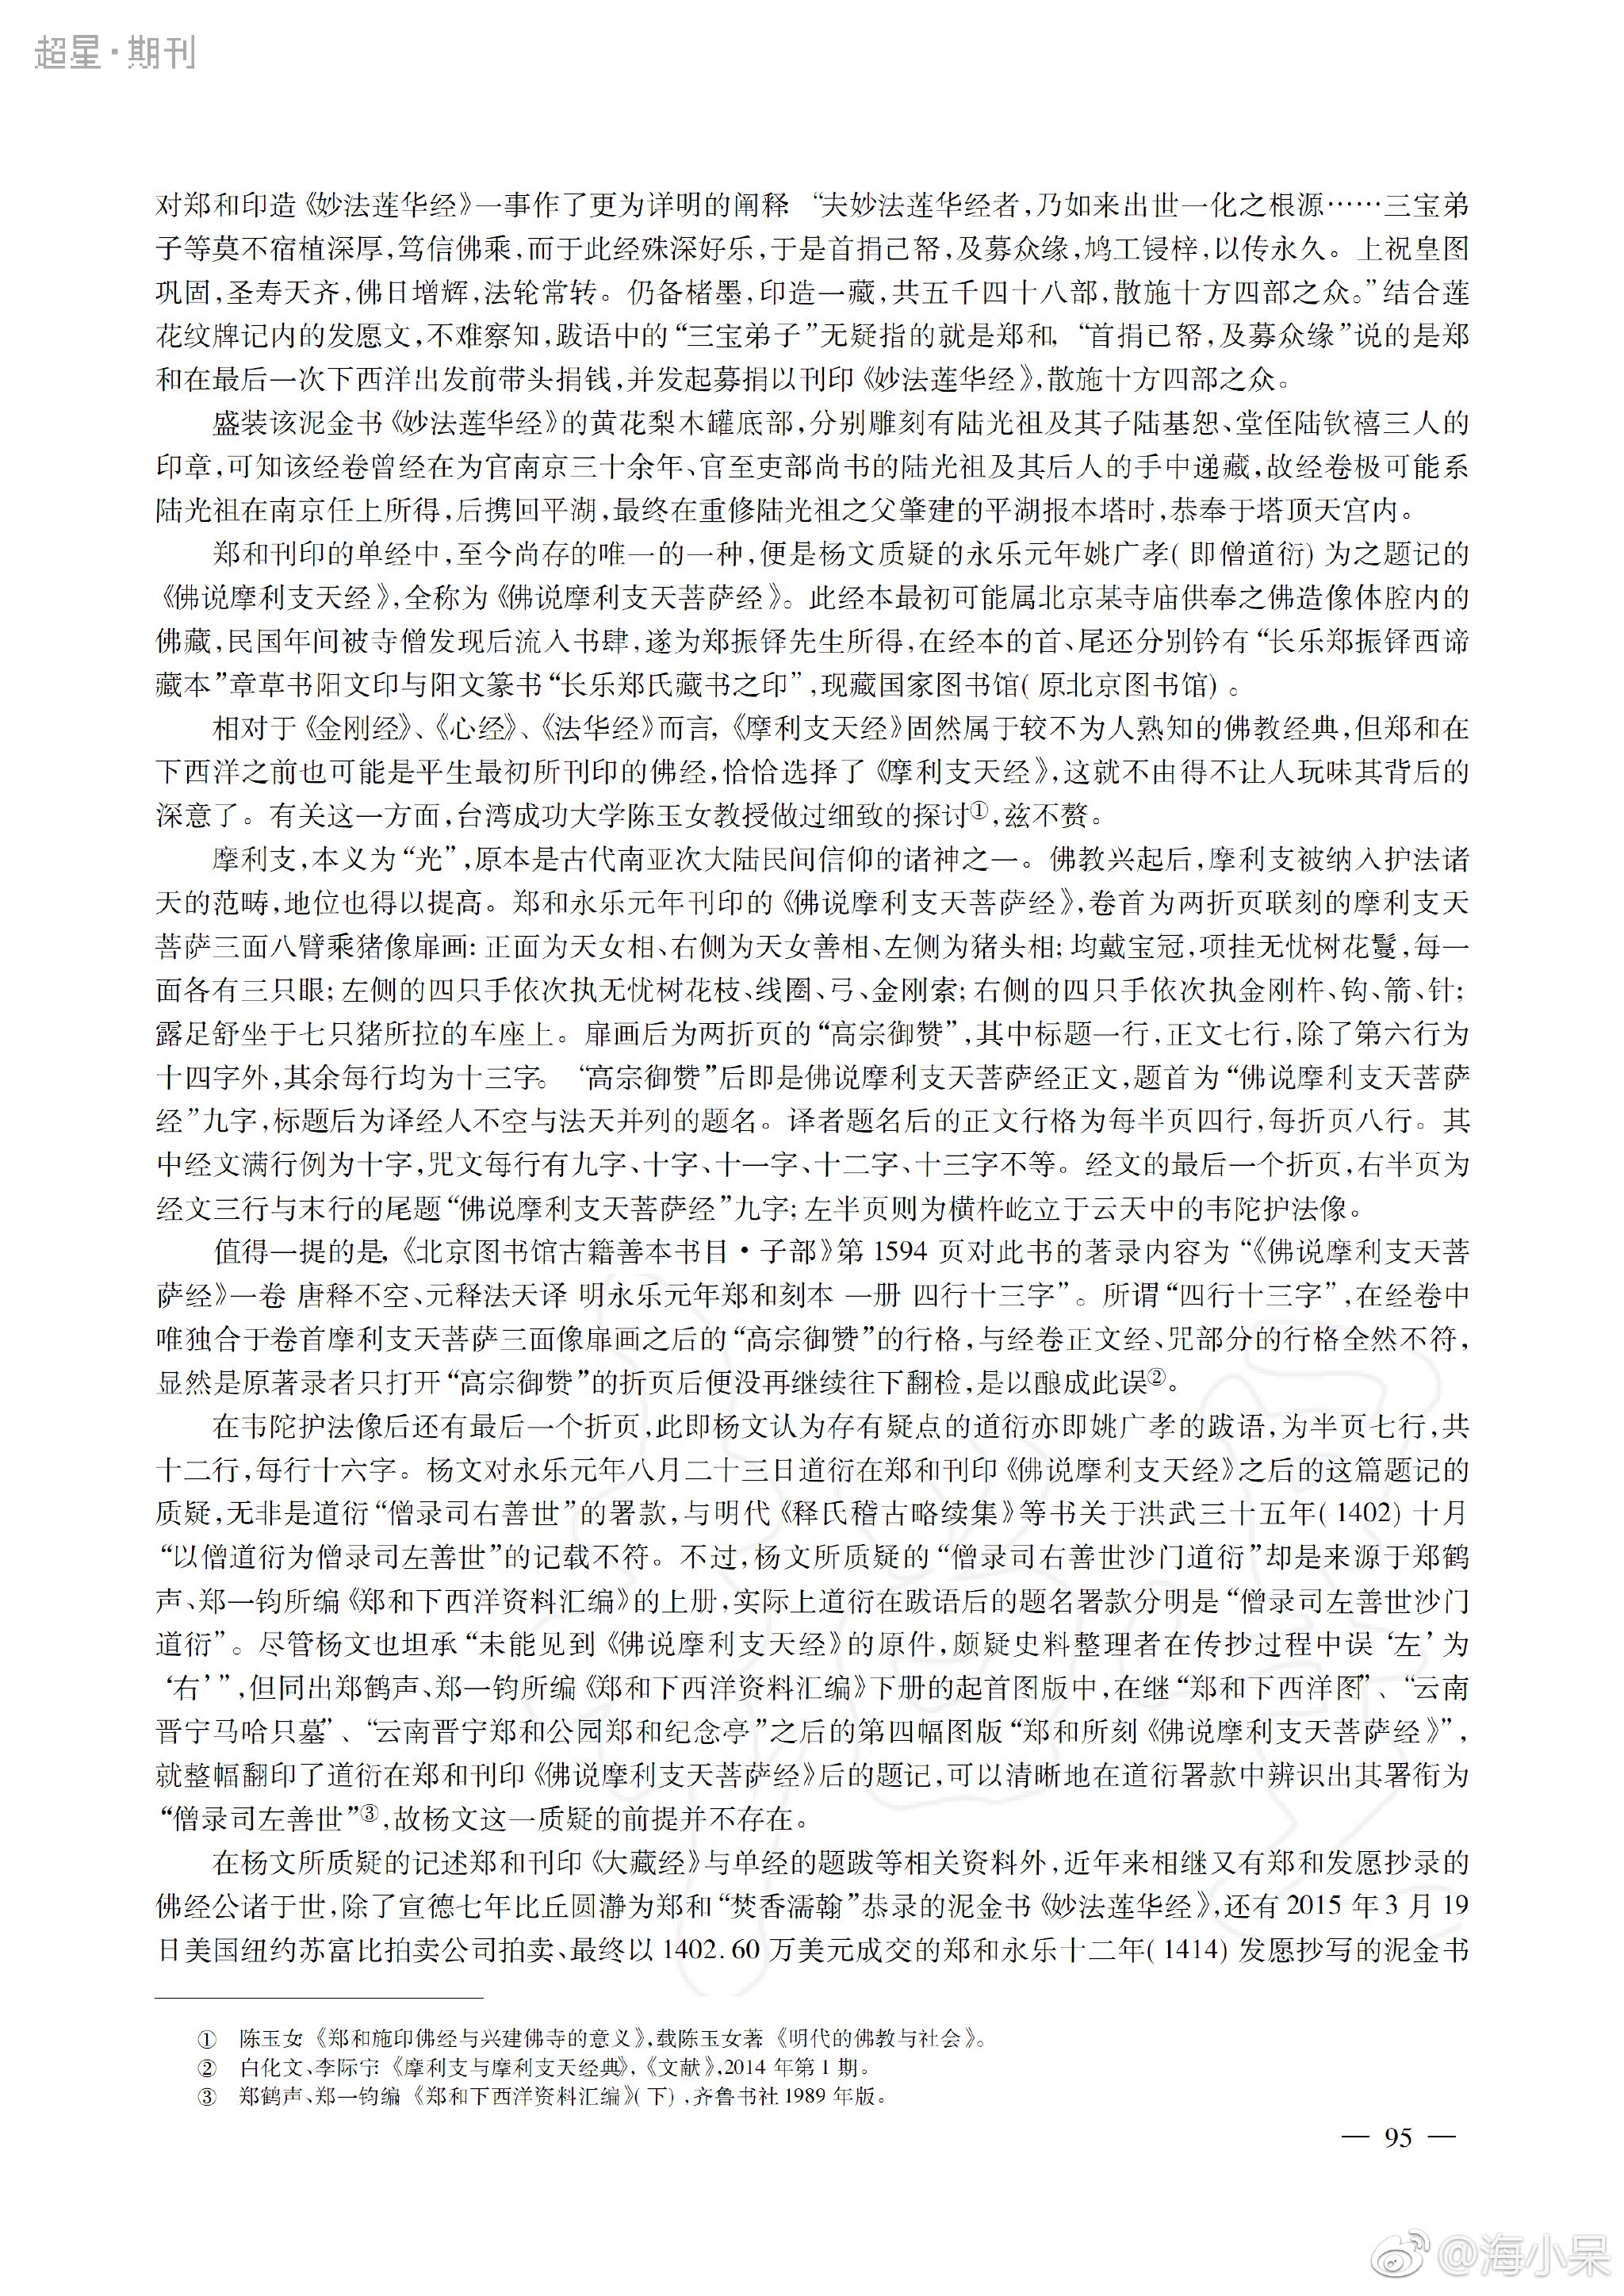 超星·期刊
对郑和印造《妙法莲华经》一事作了更为详明的阐释:“夫妙法莲华经者,乃如来出世一化之根源……三宝弟
子等莫不宿植深厚,笃信佛乘,而于此经殊深好乐,于是首捐己帑,及募众缘,鸠工锓梓,以传永久。上祝皇图
巩固,圣寿天齐,佛日增辉,法轮常转。仍备楮墨,印造一藏,共五千四十八部,散施十方四部之众。”结合莲
花纹牌记内的发愿文,不难察知,跋语中的“三宝弟子”无疑指的就是郑和,“首捐已帑,及募众缘”说的是郑
和在最后一次下西洋出发前带头捐钱,并发起募捐以刊印《妙法莲华经》,散施十方四部之众。
盛装该泥金书《妙法莲华经》的黄花梨木罐底部,分别雕刻有陆光祖及其子陆基恕、堂侄陆钦禧三人的
印章,可知该经卷曾经在为官南京三十余年、官至吏部尚书的陆光祖及其后人的手中递藏,故经卷极可能系
陆光祖在南京任上所得,后携回平湖,最终在重修陆光祖之父肇建的平湖报本塔时,恭奉于塔顶天宫内。
郑和刊印的单经中,至今尚存的唯一的一种,便是杨文质疑的永乐元年姚广孝(即僧道衍)为之题记的
《佛说摩利支天经》,全称为《佛说摩利支天菩萨经》。此经本最初可能属北京某寺庙供奉之佛造像体腔内的
佛藏,民国年间被寺僧发现后流入书肆,遂为郑振铎先生所得,在经本的首、尾还分别钤有“长乐郑振铎西谛
藏本”章草书阳文印与阳文篆书“长乐郑氏藏书之印”,现藏国家图书馆(原北京图书馆)。
相对于《金刚经》、《心经》、《法华经》而言,《摩利支天经》固然属于较不为人熟知的佛教经典,但郑和在
下西洋之前也可能是平生最初所刊印的佛经,恰恰选择了《摩利支天经》,这就不由得不让人玩味其背后的
深意了。有关这一方面,台湾成功大学陈玉女教授做过细致的探讨①,兹不赘。
摩利支,本义为“光”,原本是古代南亚次大陆民间信仰的诸神之一。佛教兴起后,摩利支被纳入护法诸
天的范畴,地位也得以提高。郑和永乐元年刊印的《佛说摩利支天菩萨经》,卷首为两折页联刻的摩利支天
菩萨三面八臂乘猪像扉画:正面为天女相、右侧为天女善相、左侧为猪头相;均戴宝冠,项挂无忧树花鬘,每一
面各有三只眼;左侧的四只手依次执无忧树花枝、线圈、弓、金刚索;右侧的四只手依次执金刚杵、钩、箭、针;
露足舒坐于七只猪所拉的车座上。扉画后为两折页的“高宗御赞”,其中标题一行,正文七行,除了第六行为
十四字外,其余每行均为十三字。“高宗御赞”后即是佛说摩利支天菩萨经正文,题首为“佛说摩利支天菩萨
经”九字,标题后为译经人不空与法天并列的题名。译者题名后的正文行格为每半页四行,每折页八行。其
中经文满行例为十字,咒文每行有九字、十字、十一字、十二字、十三字不等。经文的最后一个折页,右半页为
经文三行与末行的尾题“佛说摩利支天菩萨经”九字;左半页则为横杵屹立于云天中的韦陀护法像。
值得一提的是,《北京图书馆古籍善本书目·子部》第 1594 页对此书的著录内容为“《佛说摩利支天菩
萨经》一卷 唐释不空、元释法天译 明永乐元年郑和刻本 一册 四行十三字”。所谓“四行十三字”,在经卷中
唯独合于卷首摩利支天菩萨三面像扉画之后的“高宗御赞”的行格,与经卷正文经、咒部分的行格全然不符,
显然是原著录者只打开“高宗御赞”的折页后便没再继续往下翻检,是以酿成此误②。
在韦陀护法像后还有最后一个折页,此即杨文认为存有疑点的道衍亦即姚广孝的跋语,为半页七行,共
十二行,每行十六字。杨文对永乐元年八月二十三日道衍在郑和刊印《佛说摩利支天经》之后的这篇题记的
质疑,无非是道衍“僧录司右善世”的署款,与明代《释氏稽古略续集》等书关于洪武三十五年(1402)十月
“以僧道衍为僧录司左善世”的记载不符。不过,杨文所质疑的“僧录司右善世沙门道衍”却是来源于郑鹤
声、郑一钧所编《郑和下西洋资料汇编》的上册,实际上道衍在跋语后的题名署款分明是“僧录司左善世沙门
道衍”。尽管杨文也坦承“未能见到《佛说摩利支天经》的原件,颇疑史料整理者在传抄过程中误‘左’为
‘右’”,但同出郑鹤声、郑一钧所编《郑和下西洋资料汇编》下册的起首图版中,在继“郑和下西洋图”、“云南
晋宁马哈只墓”、“云南晋宁郑和公园郑和纪念亭”之后的第四幅图版“郑和所刻《佛说摩利支天菩萨经》”,
就整幅翻印了道衍在郑和刊印《佛说摩利支天菩萨经》后的题记,可以清晰地在道衍署款中辨识出其署衔为
“僧录司左善世”③,故杨文这一质疑的前提并不存在。
在杨文所质疑的记述郑和刊印《大藏经》与单经的题跋等相关资料外,近年来相继又有郑和发愿抄录的
佛经公诸于世,除了宣德七年比丘圆瀞为郑和“焚香濡翰”恭录的泥金书《妙法莲华经》,还有 2015 年 3 月 19
日美国纽约苏富比拍卖公司拍卖、最终以 1402.60 万美元成交的郑和永乐十二年(1414)发愿抄写的泥金书
① 陈玉女:《郑和施印佛经与兴建佛寺的意义》,载陈玉女著《明代的佛教与社会》。
② 白化文、李际宁:《摩利支与摩利支天经典》,《文献》,2014 年第 1 期。
③ 郑鹤声、郑一钧编《郑和下西洋资料汇编》(下),齐鲁书社 1989 年版。
— 95 —
@海小呆